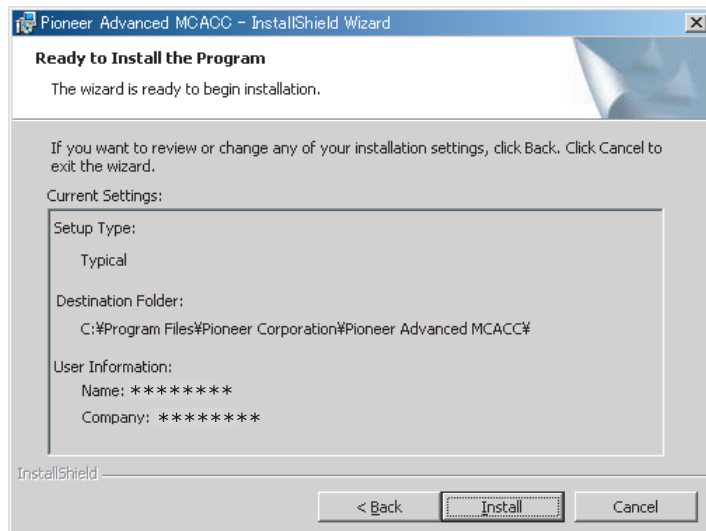 Pioneer Advanced MCACC - InstallShield Wizard
Ready to Install the Program
The wizard is ready to begin installation.
If you want to review or change any of your installation settings, click Back. Click Cancel to
exit the wizard.
Current Settings:
Setup Type:
Typical
Destination Folder:
C:¥Program Files¥Pioneer Corporation¥Pioneer Advanced MCACC¥
User Information:
Name: ********
Company: ********
InstallShield
< Back
Install
Cancel